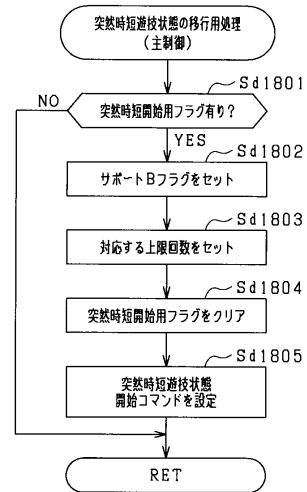 突然時短遊技状態の移行用処理
(主制御)
Sd1801
NO
突然時短開始用フラグ有り?
YES
Sd1802
サポートBフラグをセット
Sd1803
対応する上限回数をセット
Sd1804
突然時短開始用フラグをクリア
Sd1805
突然時短遊技状態
開始コマンドを設定
RET